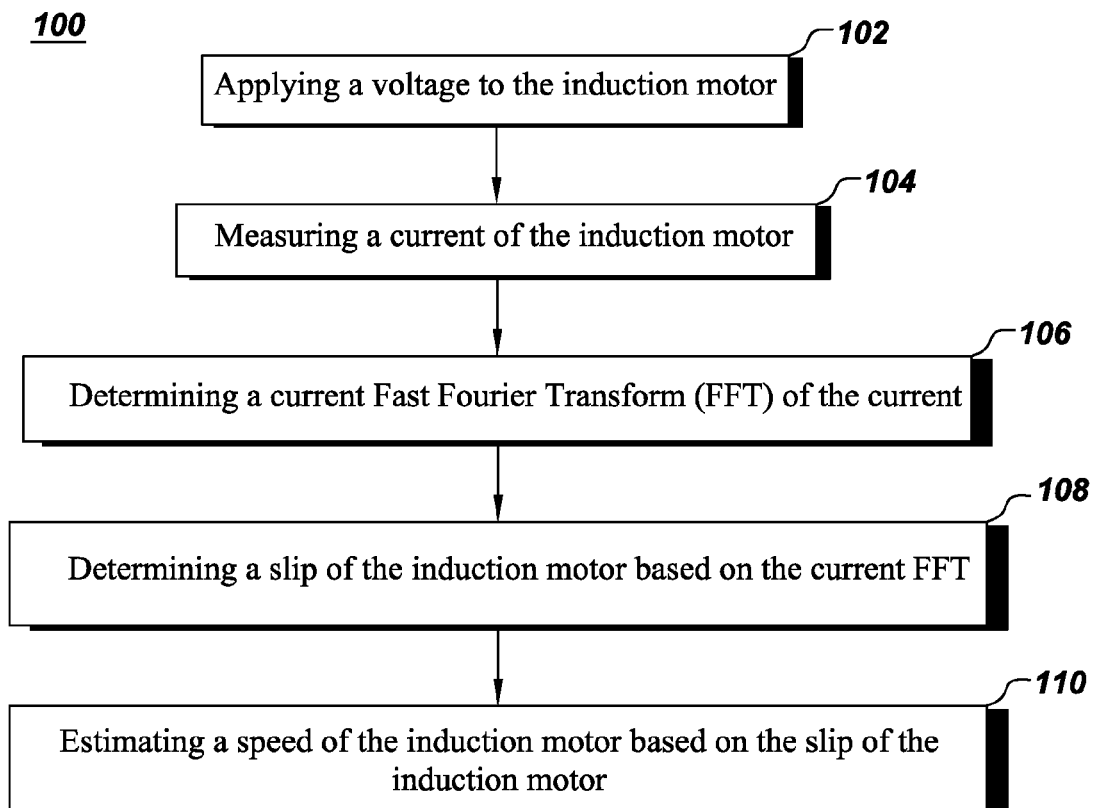 100
102
Applying a voltage to the induction motor
104
Measuring a current of the induction motor
106
Determining a current Fast Fourier Transform (FFT) of the current
108
Determining a slip of the induction motor based on the current FFT
110
Estimating a speed of the induction motor based on the slip of the
induction motor